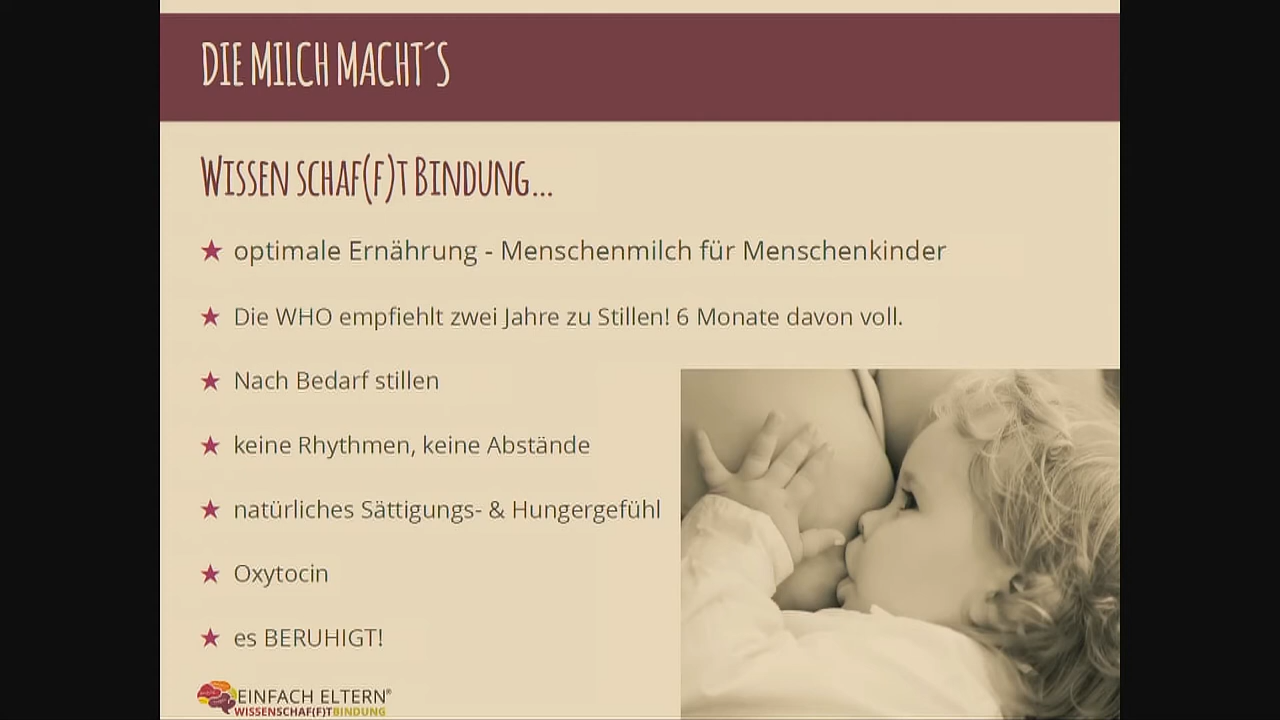 DIE MILCH MACHT´S
WISSEN SCHAF(F)T BINDUNG...
optimale Ernährung - Menschenmilch für Menschenkinder
Die WHO empfiehlt zwei Jahre zu Stillen! 6 Monate davon voll.
Nach Bedarf stillen
keine Rhythmen, keine Abstände
natürliches Sättigungs- & Hungergefühl
Oxytocin
es BERUHIGT!
EINFACH ELTERN®
WISSENSCHAF(F)TBINDUNG